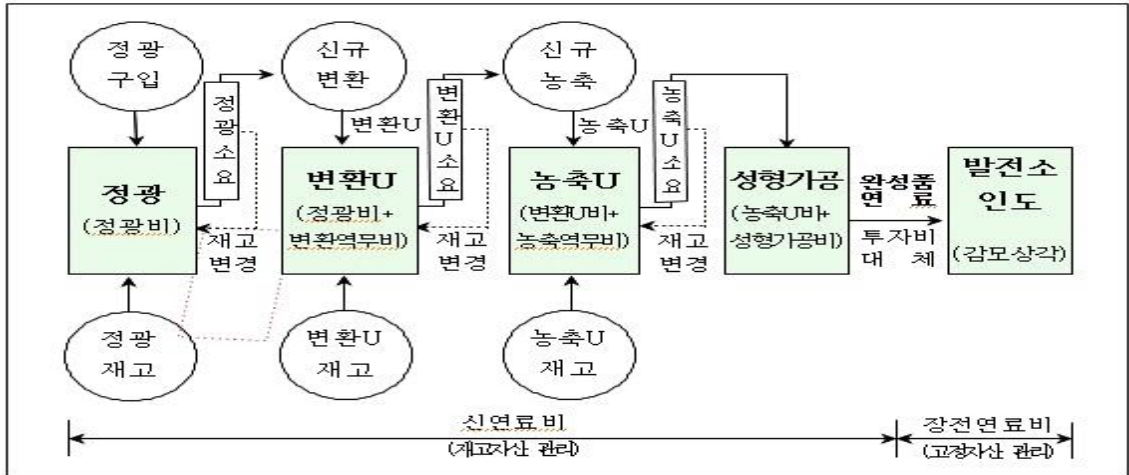 정광
구입
신규
변환
신규
농축
정광소요
변환U소요
농축U소요
변환U
농축U
정광
(정광비)
변환U
(정광비+
변환역무비)
농축U
(변환U비+
농축역무비)
성형가공
(농축U비+
성형가공비)
완성품
연료
투자비
대체
발전소
인도
(감모상각)
재고
변경
재고
변경
재고
변경
정광
재고
변환U
재고
농축U
재고
신연료비
(재고자산 관리)
장전연료비
(고정자산 관리)